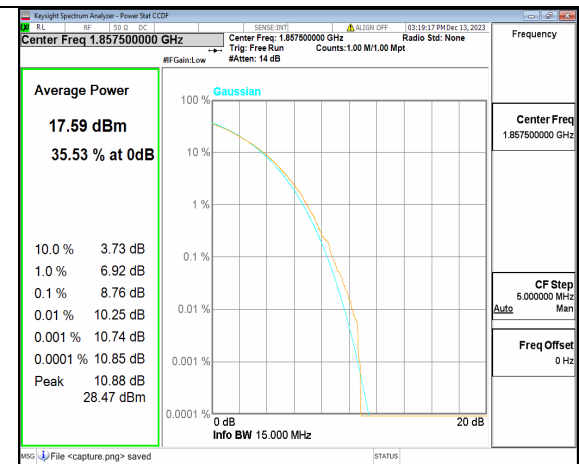 Keysight Spectrum Analyzer - Power Stat CCDF
RL RF 50 Ω DC SENSE:INT ALIGN OFF 03:19:17 PM Dec 13, 2023
Center Freq 1.857500000 GHz
Center Freq: 1.857500000 GHz Radio Std: None
Trig: Free Run Counts:1.00 M/1.00 Mpt
#IFGain:Low #Atten: 14 dB
Frequency
Average Power
17.59 dBm
35.53 % at 0dB
10.0 % 3.73 dB
1.0 % 6.92 dB
0.1 % 8.76 dB
0.01 % 10.25 dB
0.001 % 10.74 dB
0.0001 % 10.85 dB
Peak 10.88 dB
28.47 dBm
Gaussian
100 %
10 %
1 %
0.1 %
0.01 %
0.001 %
0.0001 %
0 dB 20 dB
Info BW 15.000 MHz
Center Freq
1.857500000 GHz
CF Step
5.000000 MHz
Auto Man
Freq Offset
0 Hz
MSG File <capture.png> saved STATUS